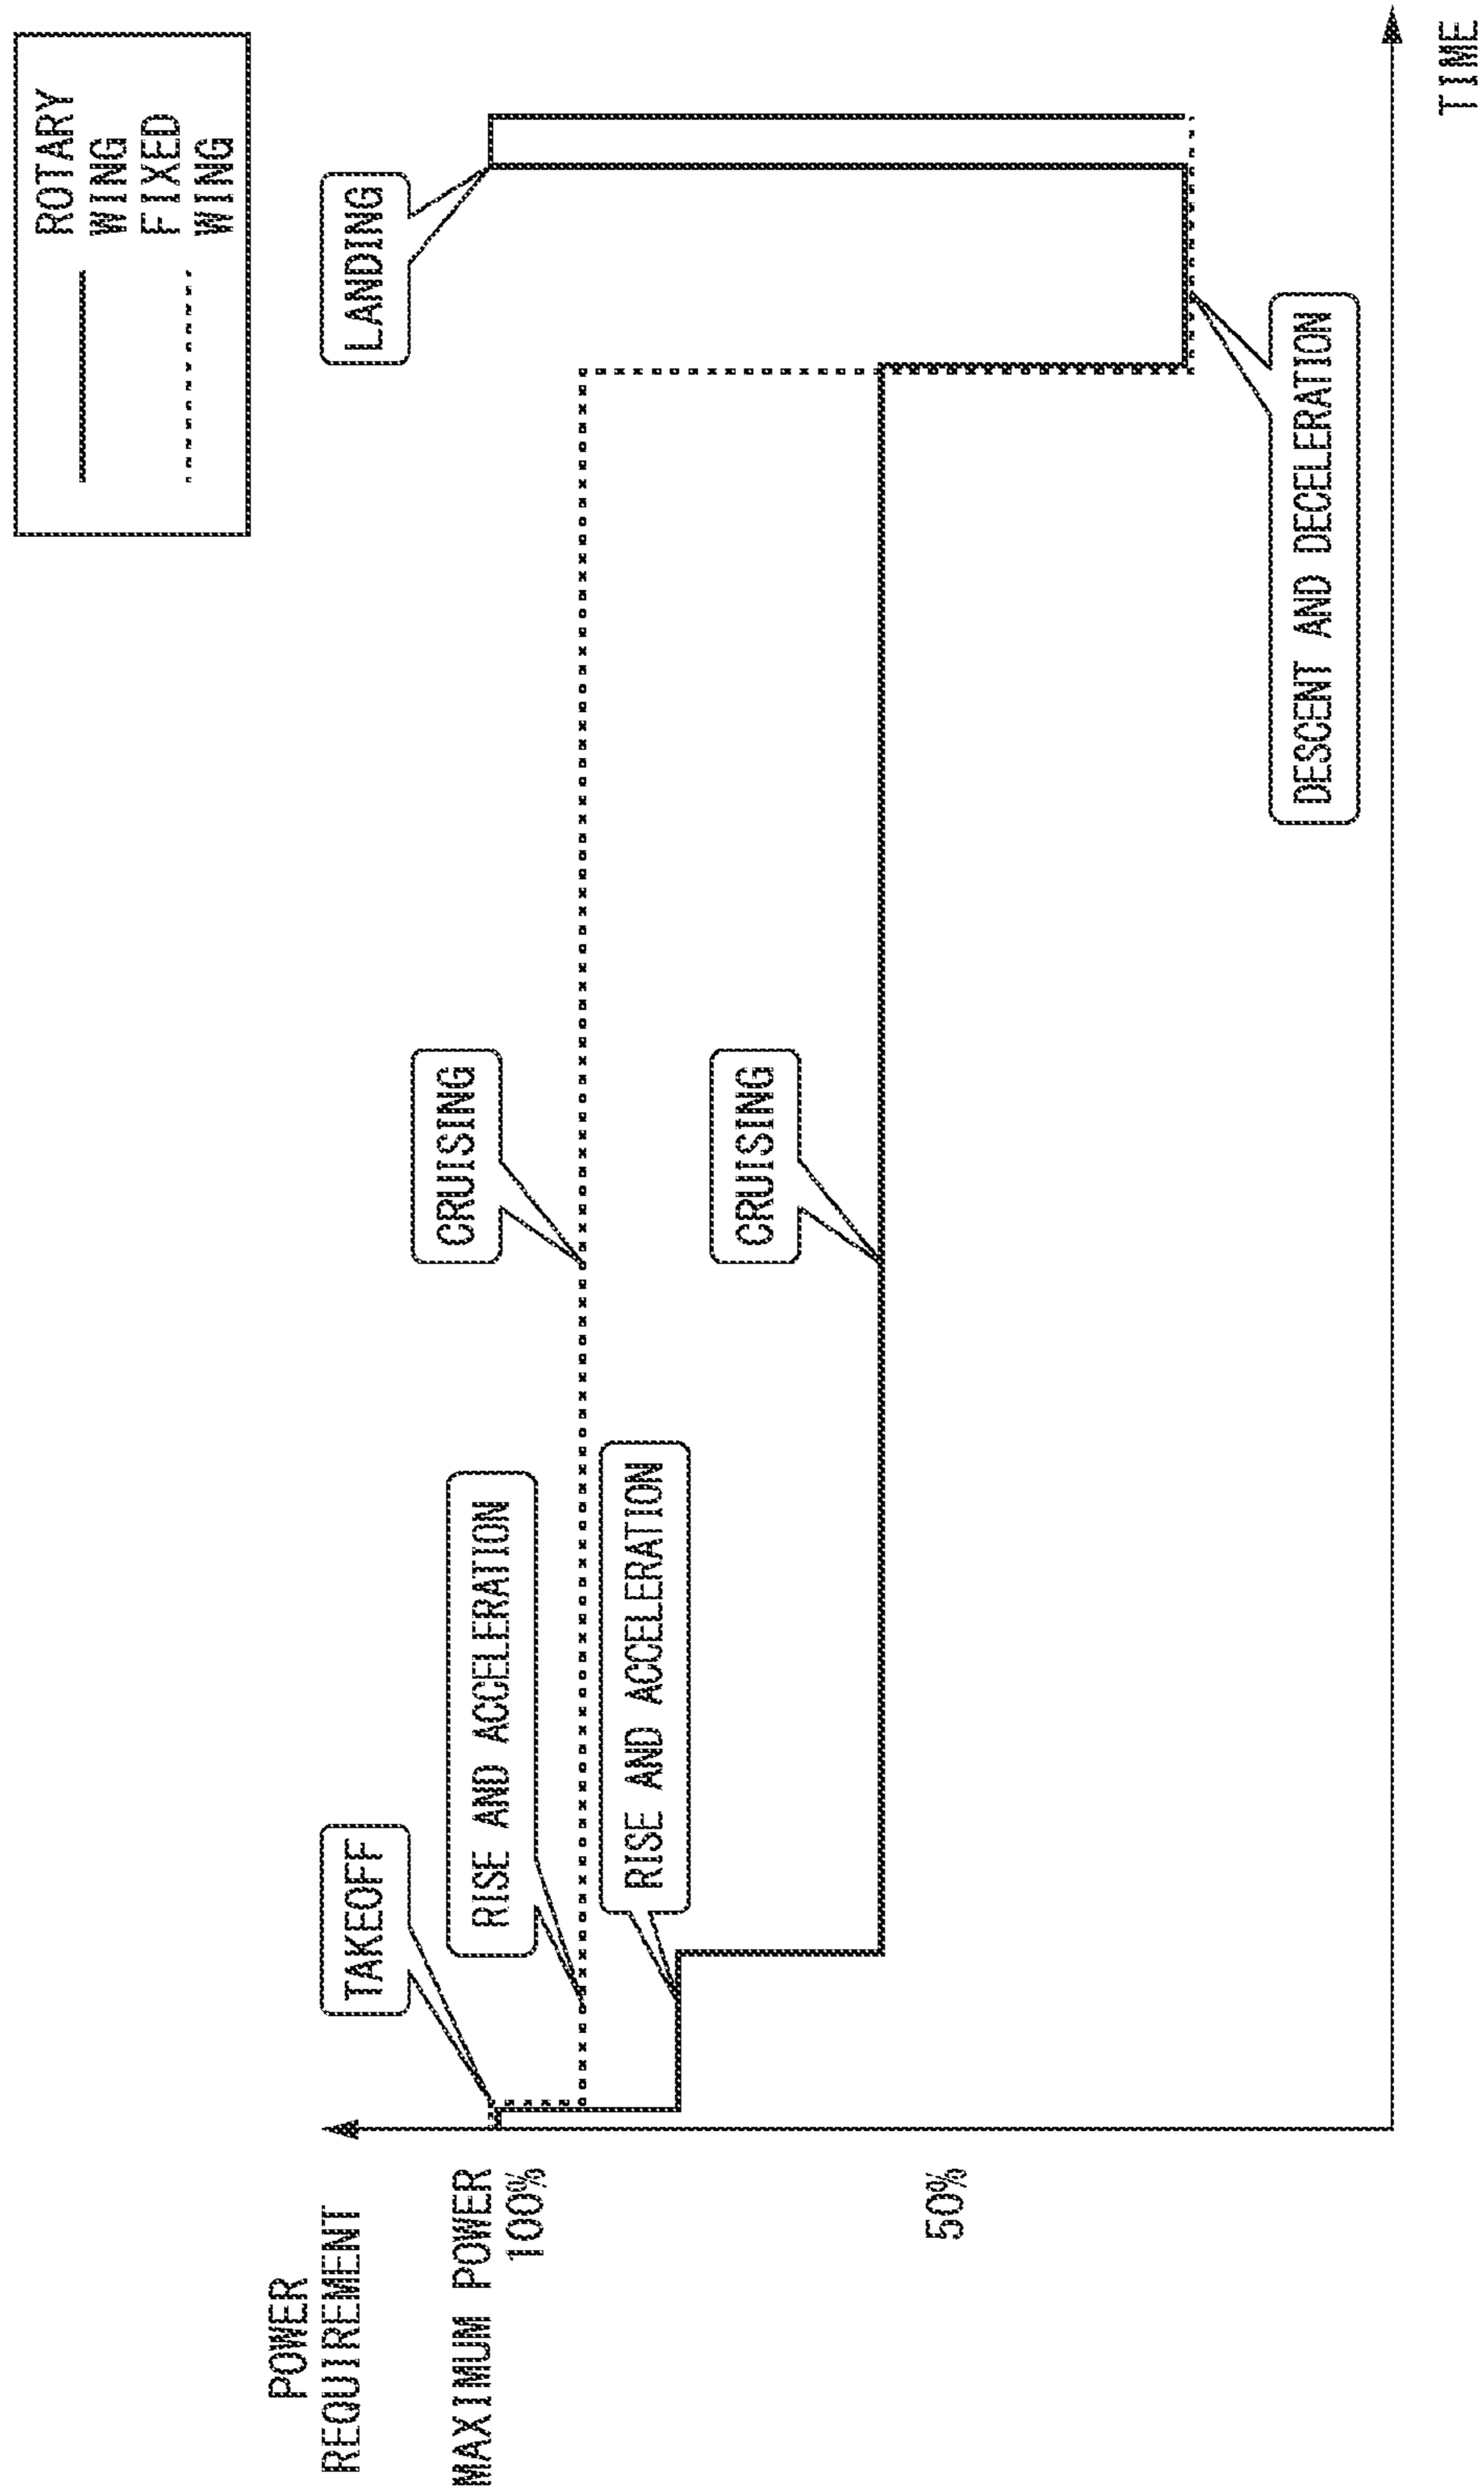 POWER
REQUIREMENT
MAXIMUM POWER
100%
50%
TAKEOFF
RISE AND ACCELERATION
RISE AND ACCELERATION
CRUISING
CRUISING
LANDING
DESCENT AND DECELERATION
ROTARY
WING
FIXED
WING
TIME